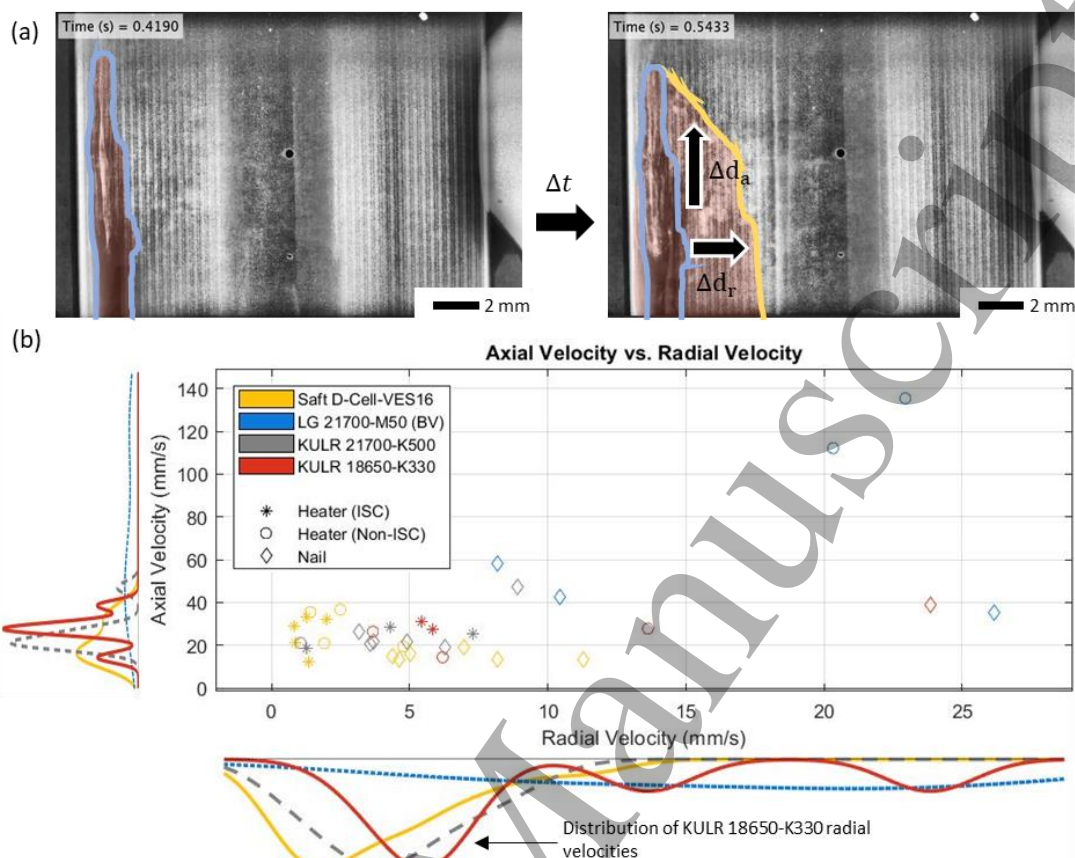 (a)
Time (s) = 0.4190
Time (s) = 0.5433
Δt
Δdₐ
Δdᵣ
2 mm
2 mm
(b)
Axial Velocity vs. Radial Velocity
Saft D-Cell-VES16
LG 21700-M50 (BV)
KULR 21700-K500
KULR 18650-K330
Heater (ISC)
Heater (Non-ISC)
Nail
Axial Velocity (mm/s)
140
120
100
80
60
40
20
0
0 5 10 15 20 25
Radial Velocity (mm/s)
Distribution of KULR 18650-K330 radial
velocities
Manuscript